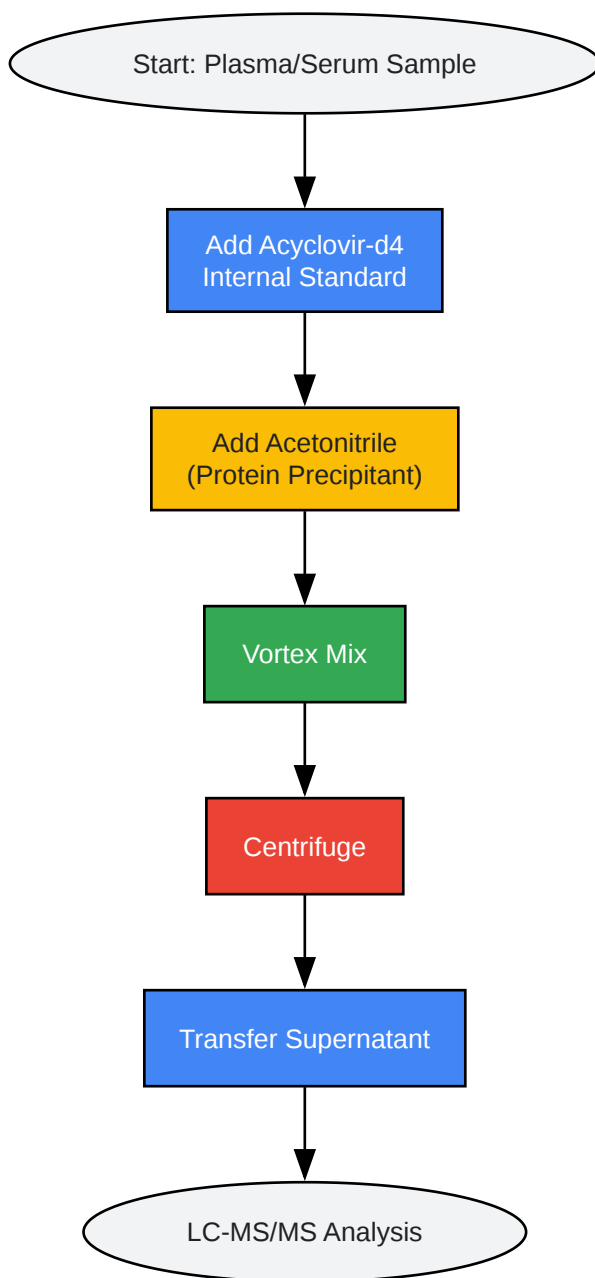 Start: Plasma/Serum Sample
Add Acyclovir-d4
Internal Standard
Add Acetonitrile
(Protein Precipitant)
Vortex Mix
Centrifuge
Transfer Supernatant
LC-MS/MS Analysis